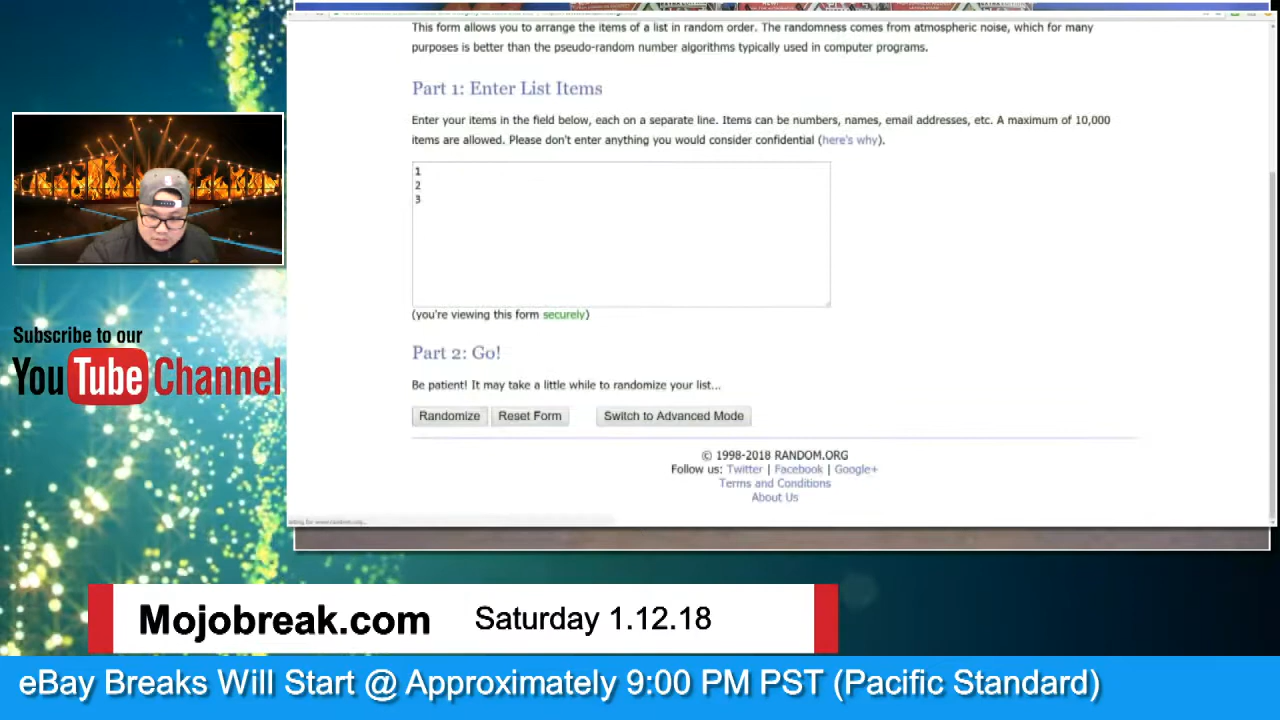 This form allows you to arrange the items of a list in random order. The randomness comes from atmospheric noise, which for many
purposes is better than the pseudo-random number algorithms typically used in computer programs.
Part 1: Enter List Items
Enter your items in the field below, each on a separate line. Items can be numbers, names, email addresses, etc. A maximum of 10,000
items are allowed. Please don't enter anything you would consider confidential (here's why).
1
2
3
(you're viewing this form securely)
Part 2: Go!
Be patient! It may take a little while to randomize your list...
Randomize Reset Form Switch to Advanced Mode
© 1998-2018 RANDOM.ORG
Follow us: Twitter | Facebook | Google+
Terms and Conditions
About Us
Subscribe to our
YouTube Channel
Mojobreak.com Saturday 1.12.18
eBay Breaks Will Start @ Approximately 9:00 PM PST (Pacific Standard)